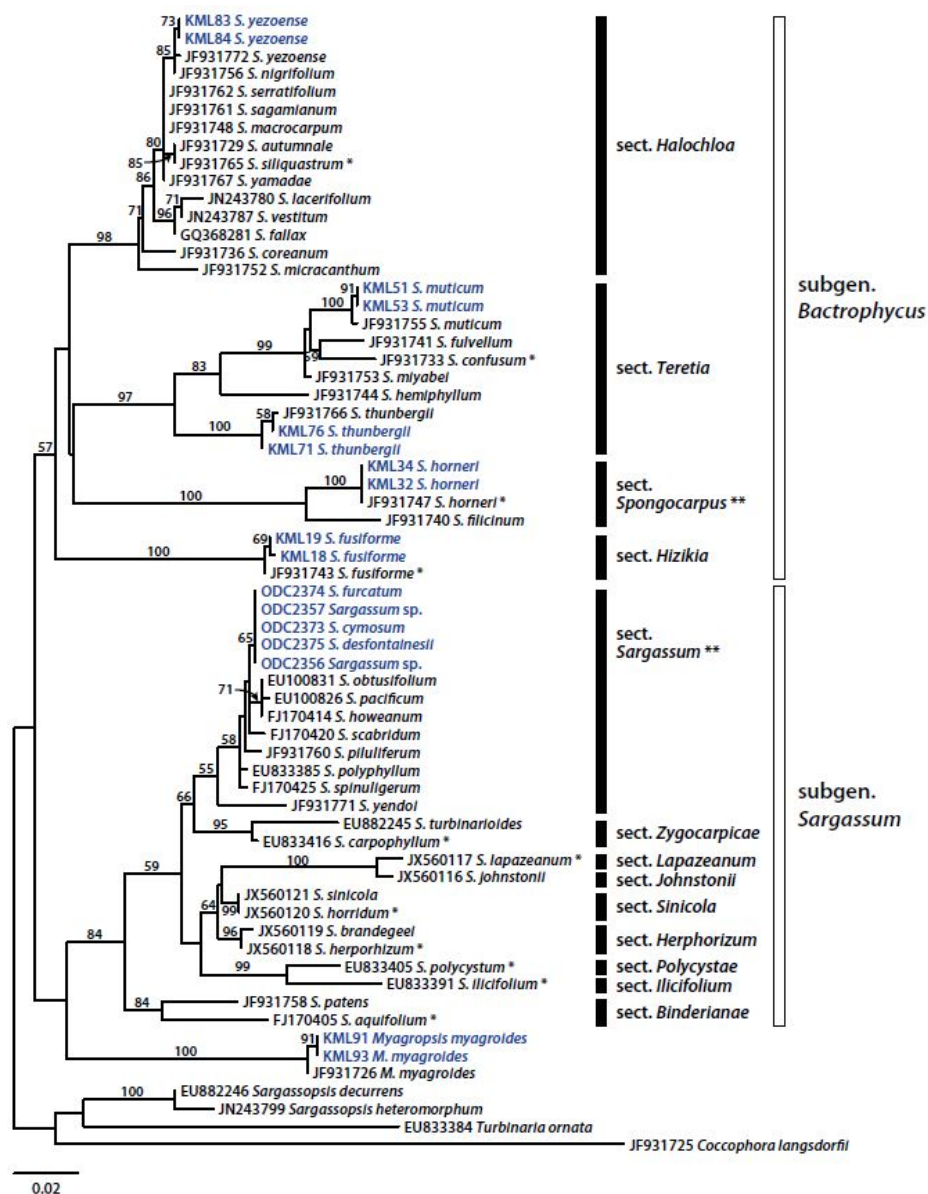 73
KML83 S. yezoense
KML84 S. yezoense
85
JF931772 S. yezoense
JF931756 S. nigrifolium
JF931762 S. serratifolium
JF931761 S. sagamianum
JF931748 S. macrocarpum
80
JF931729 S. autumnale
85
JF931765 S. siliquastrum *
86
JF931767 S. yamadae
71
JN243780 S. lacerifolium
71
96
JN243787 S. vestitum
GQ368281 S. fallax
98
JF931736 S. coreanum
JF931752 S. micracanthum
sect. Halochloa
91
KML51 S. muticum
100
KML53 S. muticum
JF931755 S. muticum
JF931741 S. fulvellum
99
59
JF931733 S. confusum *
83
JF931753 S. miyabei
JF931744 S. hemiphyllum
97
58
JF931766 S. thunbergii
100
KML76 S. thunbergii
KML71 S. thunbergii
sect. Teretia
57
KML34 S. horneri
100
KML32 S. horneri
100
JF931747 S. horneri *
JF931740 S. filicinum
sect.
Spongocarpus **
69
KML19 S. fusiforme
100
KML18 S. fusiforme
JF931743 S. fusiforme *
sect. Hizikia
subgen.
Bactrophycus
ODC2374 S. furcatum
ODC2357 Sargassum sp.
ODC2373 S. cymosum
65
ODC2375 S. desfontainesii
ODC2356 Sargassum sp.
EU100831 S. obtusifolium
71
EU100826 S. pacificum
FJ170414 S. howeanum
FJ170420 S. scabridum
58
JF931760 S. piluliferum
EU833385 S. polyphyllum
55
FJ170425 S. spinuligerum
JF931771 S. yendoi
sect.
Sargassum **
66
95
EU882245 S. turbinarioides
EU833416 S. carpophyllum *
sect. Zygocarpicae
59
100
JX560117 S. lapazeanum *
sect. Lapazeanum
JX560116 S. johnstonii
sect. Johnstonii
64
JX560121 S. sinicola
99
JX560120 S. horridum *
sect. Sinicola
96
JX560119 S. brandegeei
JX560118 S. herporhizum *
sect. Herphorizum
84
99
EU833405 S. polycystum *
sect. Polycystae
EU833391 S. ilicifolium *
sect. Ilicifolium
84
JF931758 S. patens
FJ170405 S. aquifolium *
sect. Binderianae
subgen.
Sargassum
91
KML91 Myagropsis myagroides
100
KML93 M. myagroides
JF931726 M. myagroides
100
EU882246 Sargassopsis decurrens
JN243799 Sargassopsis heteromorphum
EU833384 Turbinaria ornata
JF931725 Coccophora langsdorfii
0.02